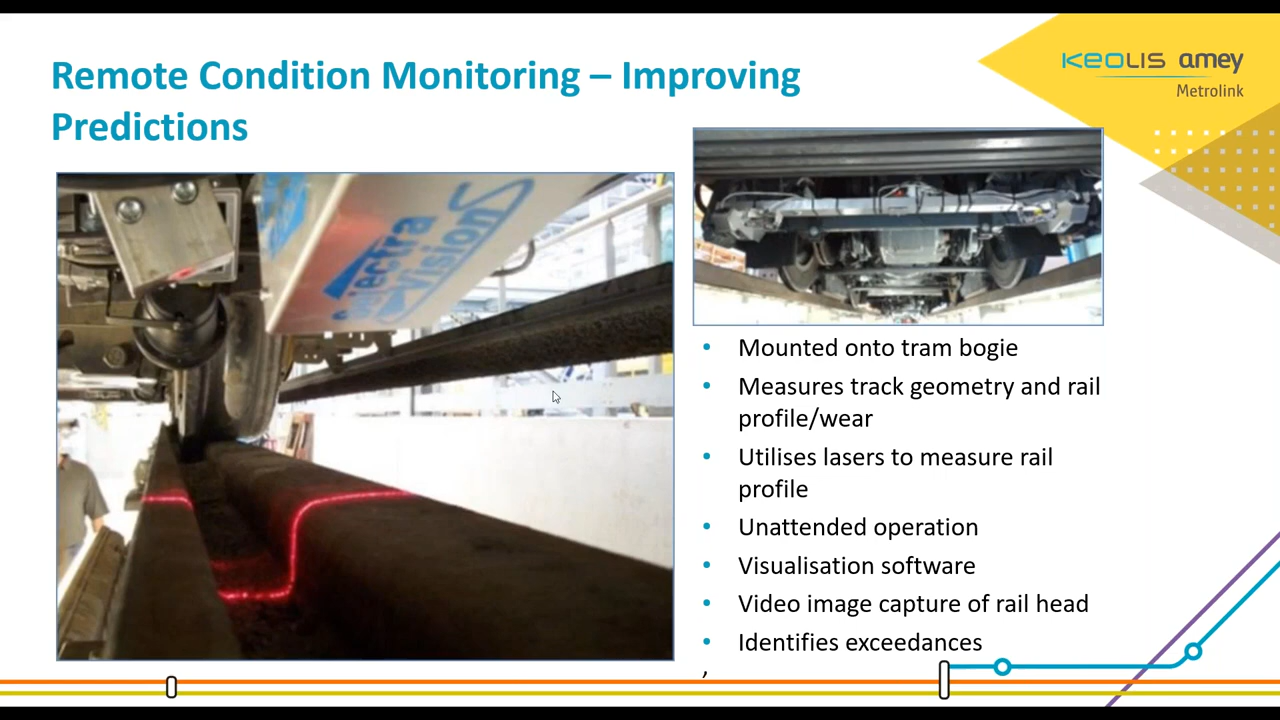 Remote Condition Monitoring – Improving
Predictions
KEOLIS amey
Metrolink
Vision
• Mounted onto tram bogie
• Measures track geometry and rail
profile/wear
• Utilises lasers to measure rail
profile
• Unattended operation
• Visualisation software
• Video image capture of rail head
• Identifies exceedances
,